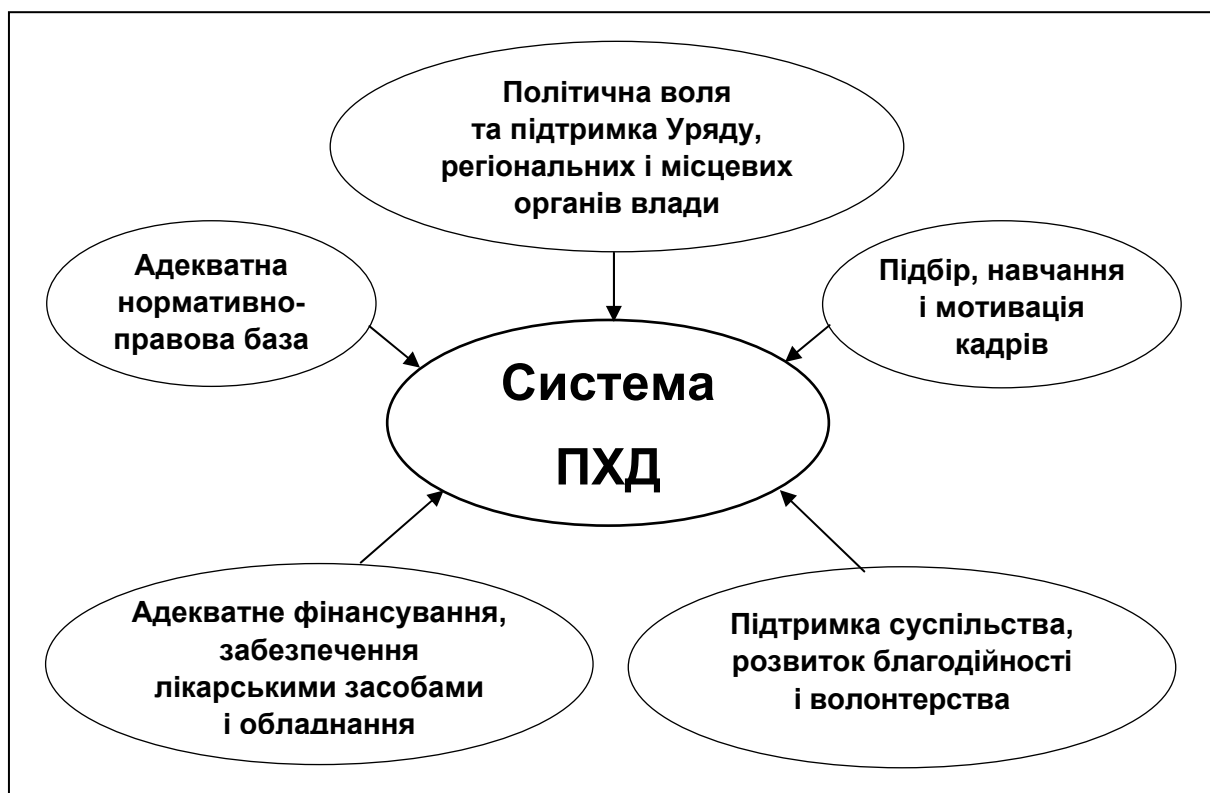 Політична воля
та підтримка Уряду,
регіональних і місцевих
органів влади
Адекватна
нормативно-
правова база
Підбір, навчання
і мотивація
кадрів
Система
ПХД
Адекватне фінансування,
забезпечення
лікарськими засобами
і обладнання
Підтримка суспільства,
розвиток благодійності
і волонтерства